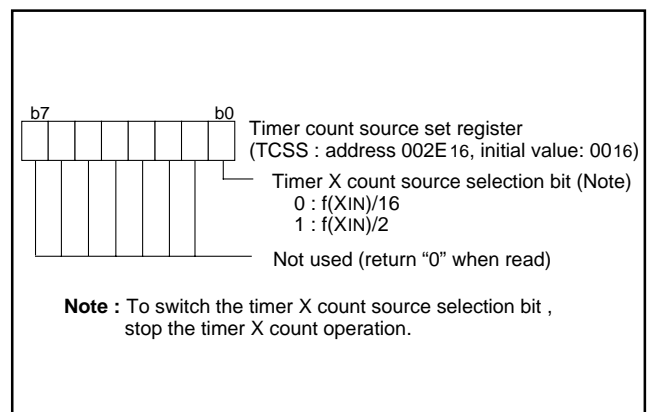 b7 b0
Timer count source set register
(TCSS : address 002E16, initial value: 0016)
Timer X count source selection bit (Note)
0 : f(XIN)/16
1 : f(XIN)/2
Not used (return “0” when read)
Note : To switch the timer X count source selection bit ,
stop the timer X count operation.